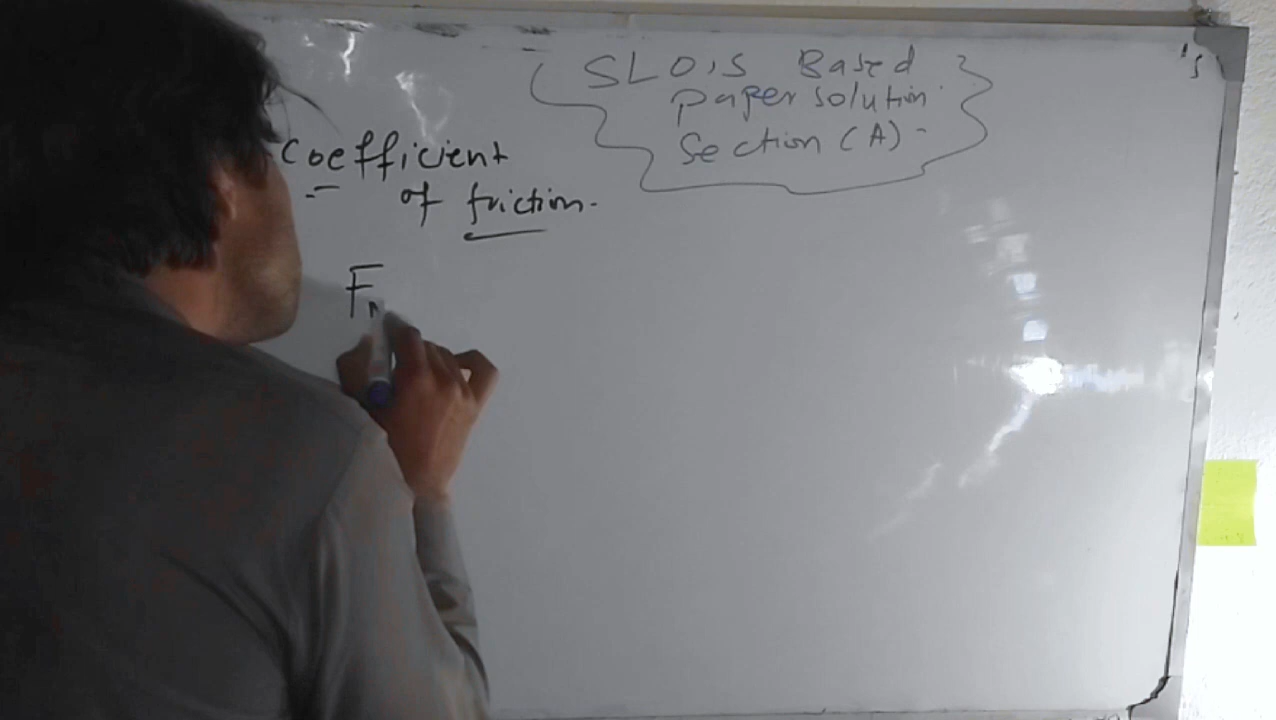 SLO,s Based
paper solution
Section (A) -
Coefficient
of friction.
F
's